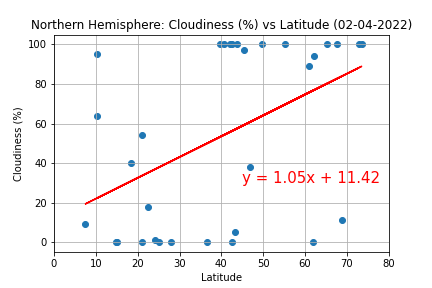 Northern Hemisphere: Cloudiness (%) vs Latitude (02-04-2022)
100
80
60
40
20
0
Cloudiness (%)
y = 1.05x + 11.42
0 10 20 30 40 50 60 70 80
Latitude